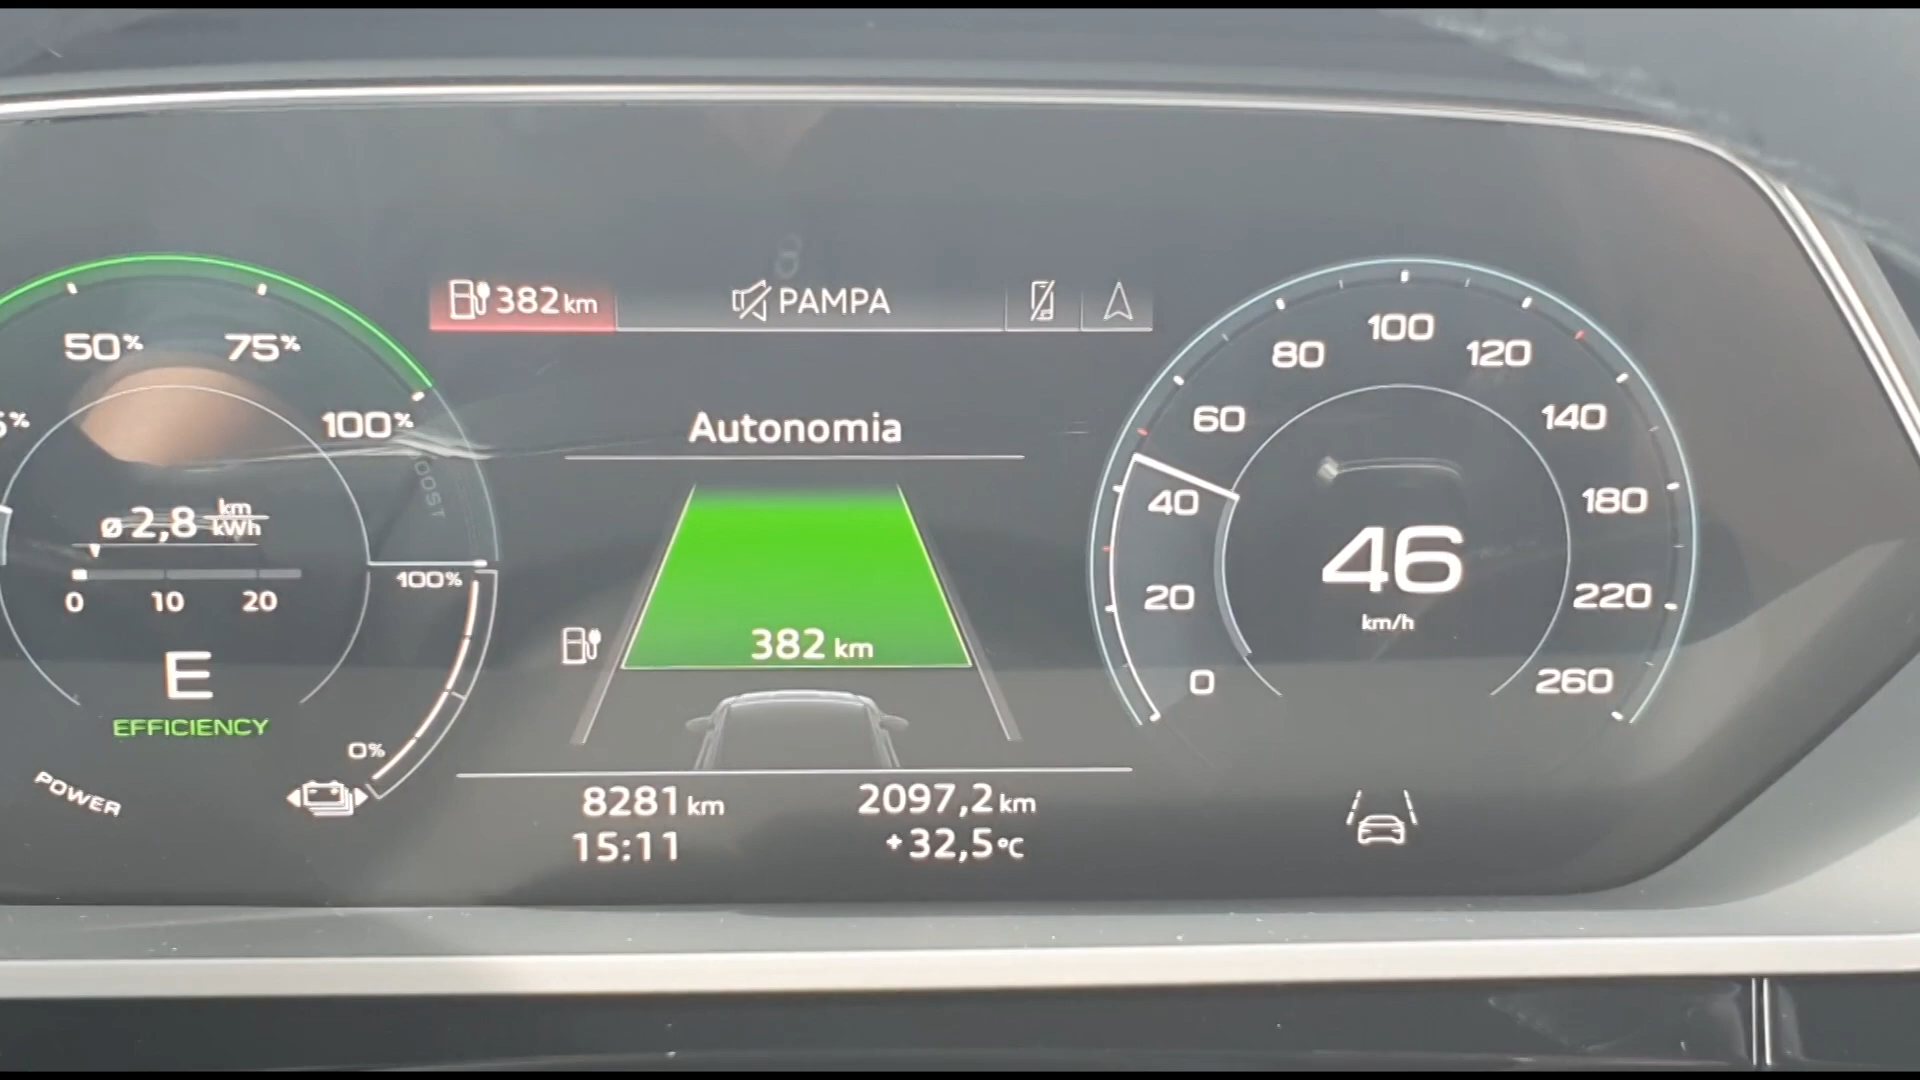 382 km
PAMPA
50%
75%
100%
ø 2,8 km/kWh
0 10 20
E
EFFICIENCY
POWER
100%
0%
Autonomia
382 km
8281 km
2097,2 km
15:11
+32,5 °C
0
20
40
60
80
100
120
140
180
220
260
46
km/h